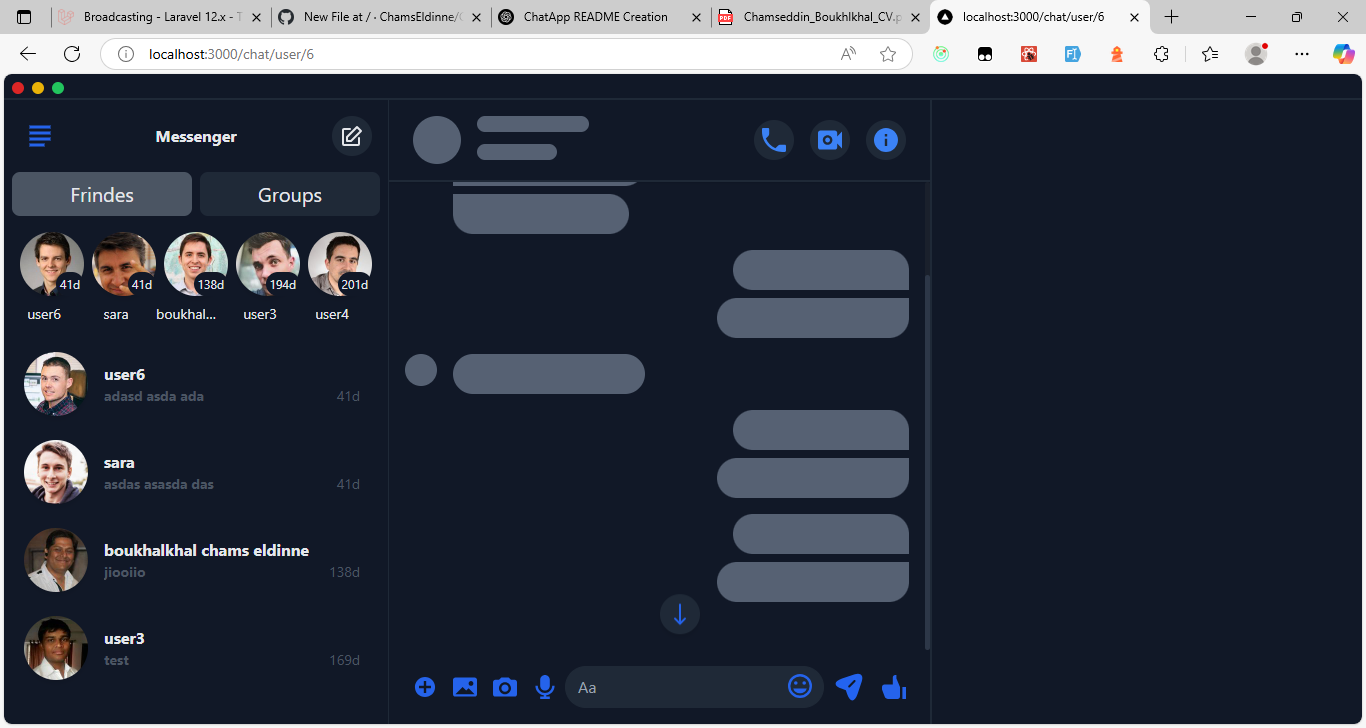 Broadcasting - Laravel 12.x - T
New File at / · ChamsEldinne/
ChatApp README Creation
Chamseddin_Boukhlkhal_CV.p
localhost:3000/chat/user/6
localhost:3000/chat/user/6
Messenger
Frindes
Groups
41d
41d
138d
194d
201d
user6
sara
boukhal...
user3
user4
user6
adasd asda ada
41d
sara
asdas asasda das
41d
boukhalkhal chams eldinne
jiooiio
138d
user3
test
169d
Aa